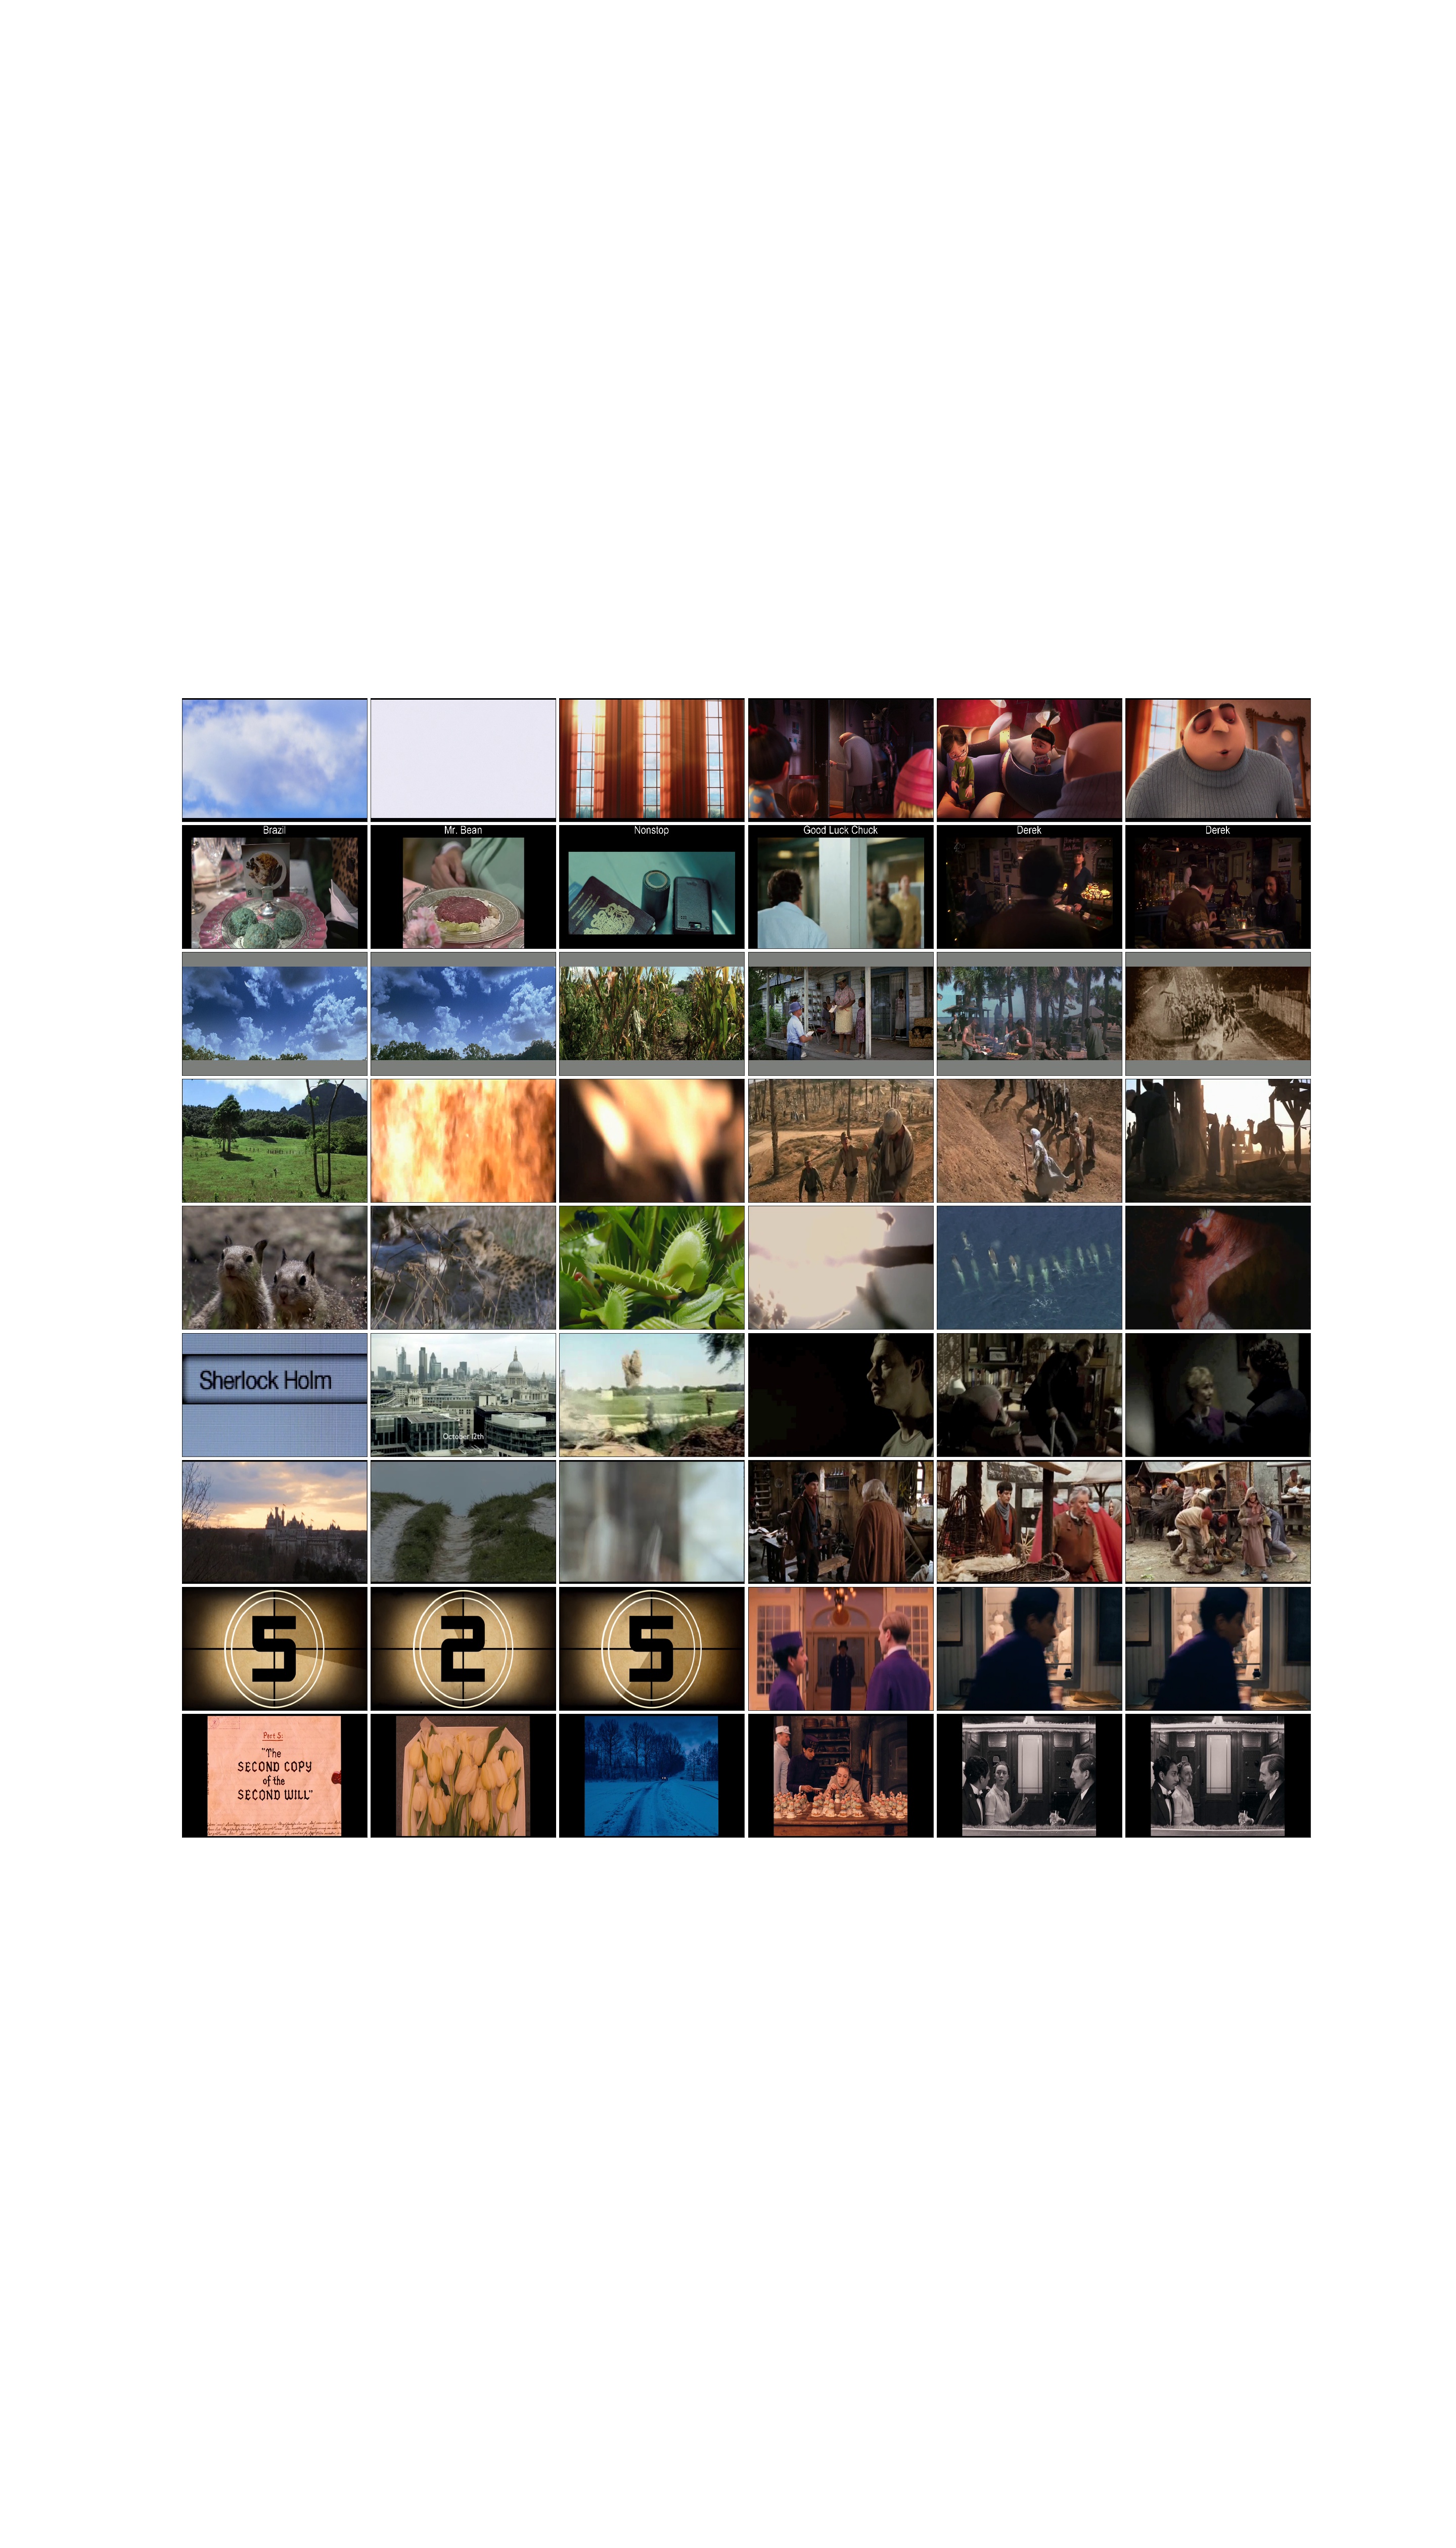 Brazil
Mr. Bean
Nonstop
Good Luck Chuck
Derek
Derek
Sherlock Holm
October 12th
5
2
5
Part 5:
"The
SECOND COPY
of the
SECOND WILL"